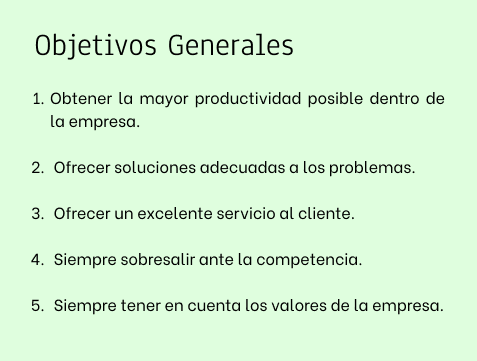 Objetivos Generales
1. Obtener la mayor productividad posible dentro de
la empresa.
2. Ofrecer soluciones adecuadas a los problemas.
3. Ofrecer un excelente servicio al cliente.
4. Siempre sobresalir ante la competencia.
5. Siempre tener en cuenta los valores de la empresa.